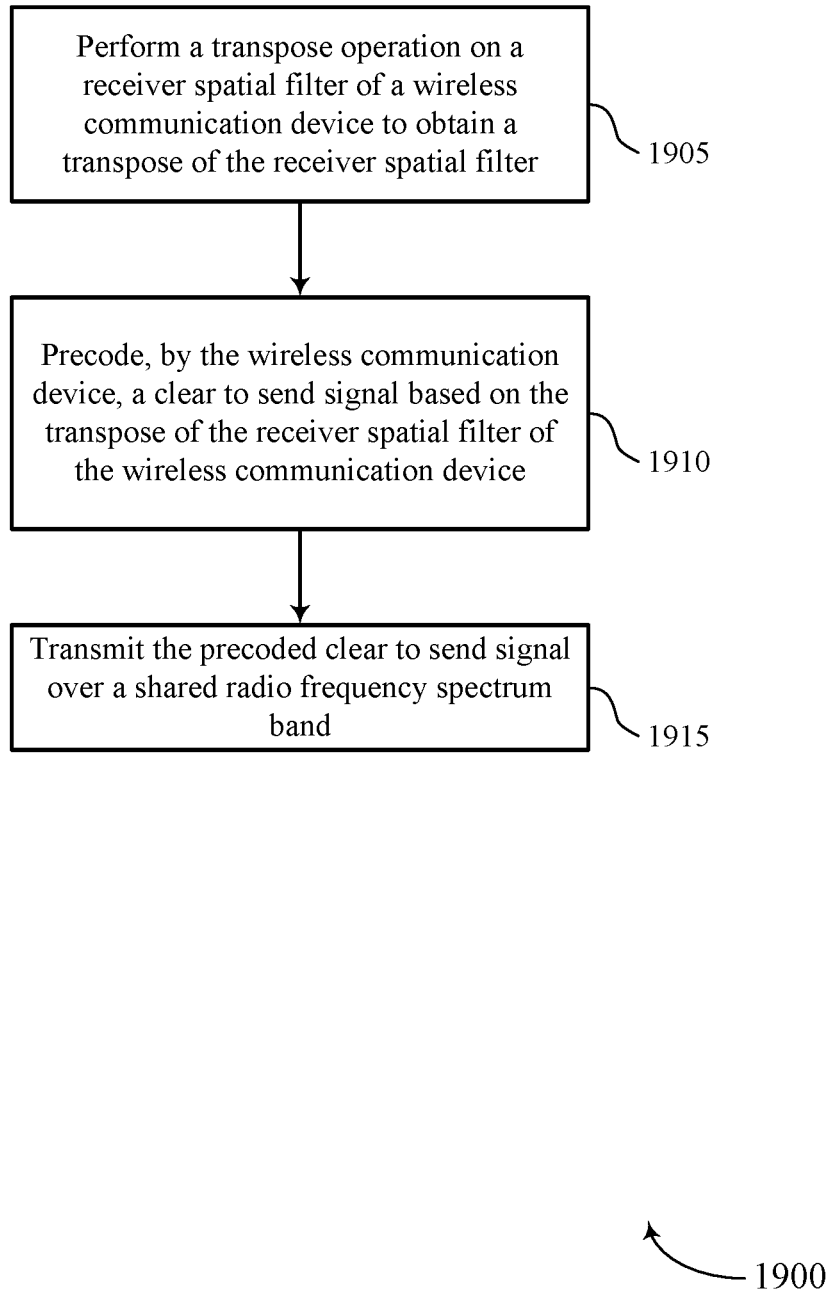 Perform a transpose operation on a
receiver spatial filter of a wireless
communication device to obtain a
transpose of the receiver spatial filter
1905
Precode, by the wireless communication
device, a clear to send signal based on the
transpose of the receiver spatial filter of
the wireless communication device
1910
Transmit the precoded clear to send signal
over a shared radio frequency spectrum
band
1915
1900